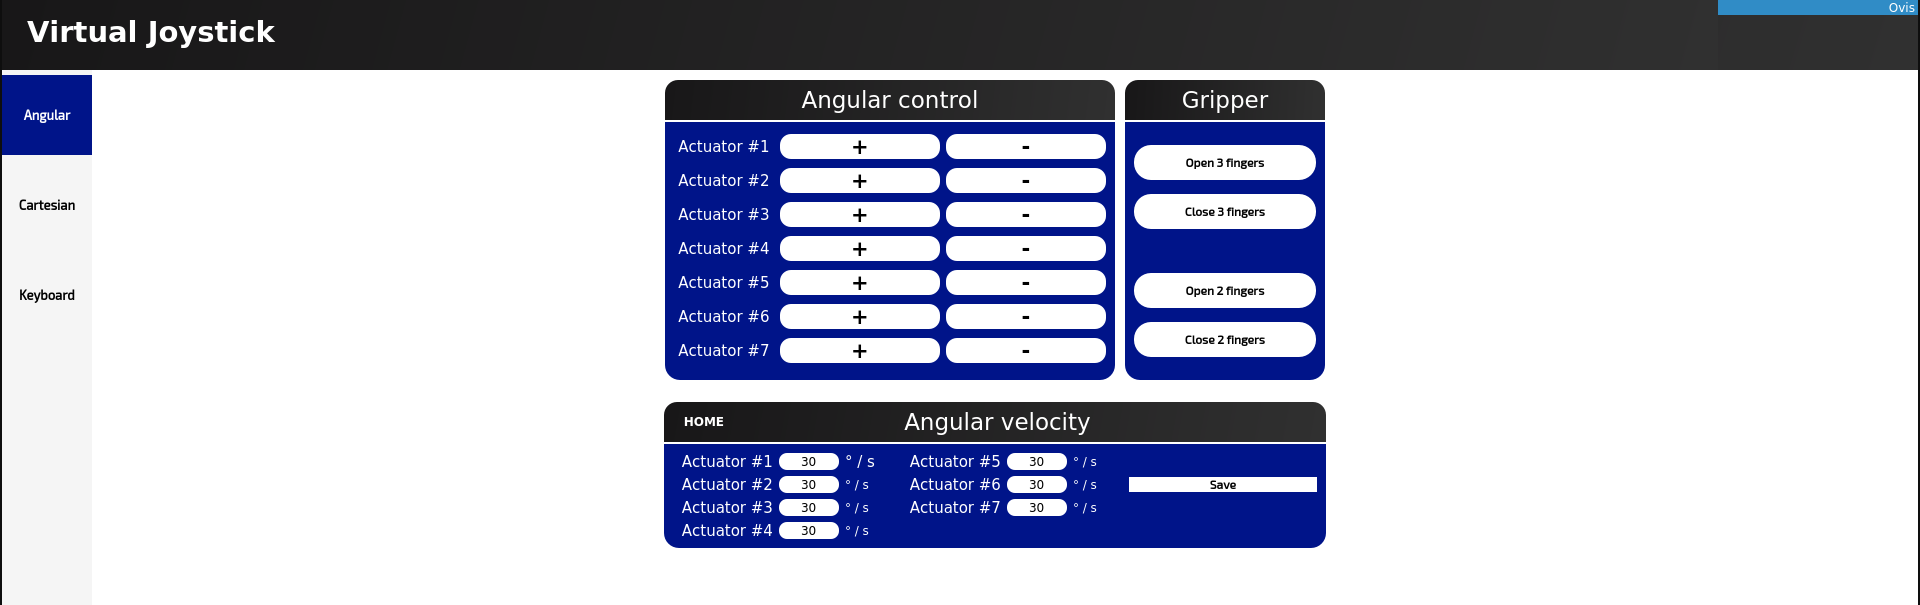 Virtual Joystick
Ovis
Angular
Cartesian
Keyboard
Angular control
Actuator #1 + -
Actuator #2 + -
Actuator #3 + -
Actuator #4 + -
Actuator #5 + -
Actuator #6 + -
Actuator #7 + -
Gripper
Open 3 fingers
Close 3 fingers
Open 2 fingers
Close 2 fingers
HOME Angular velocity
Actuator #1 30 ° / s Actuator #5 30 ° / s
Actuator #2 30 ° / s Actuator #6 30 ° / s Save
Actuator #3 30 ° / s Actuator #7 30 ° / s
Actuator #4 30 ° / s